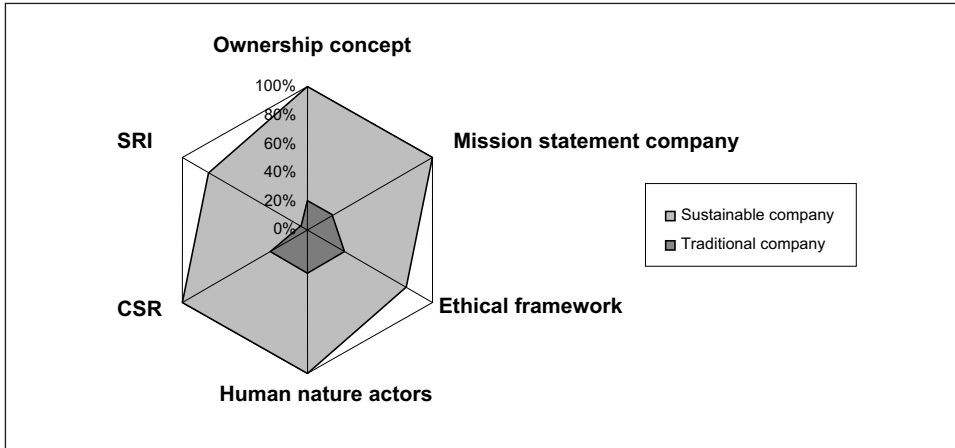 Ownership concept
100%
80%
60%
40%
20%
0%
SRI
Mission statement company
Sustainable company
Traditional company
CSR
Ethical framework
Human nature actors